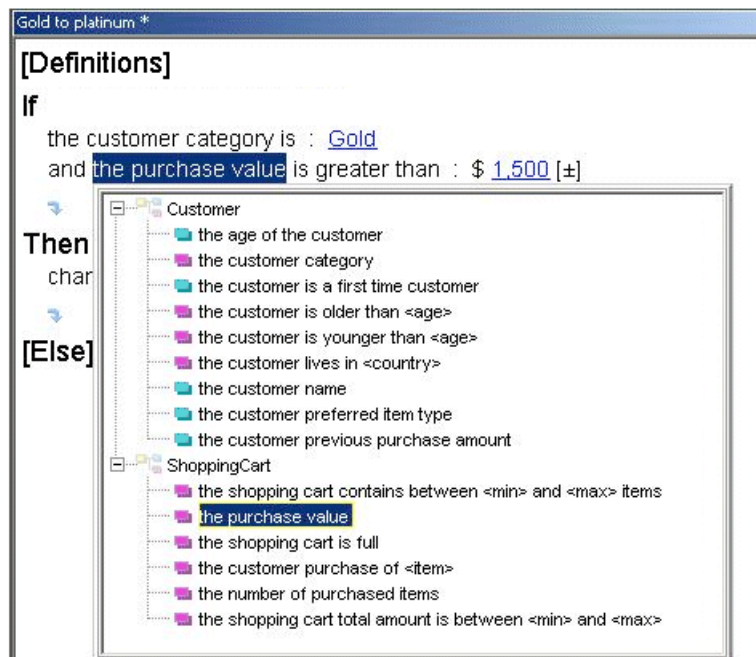 Gold to platinum *
[Definitions]
If
the customer category is : Gold
and the purchase value is greater than : $ 1,500 [±]
Customer
the age of the customer
Then
the customer category
char
the customer is a first time customer
the customer is older than <age>
the customer is younger than <age>
[Else]
the customer lives in <country>
the customer name
the customer preferred item type
the customer previous purchase amount
ShoppingCart
the shopping cart contains between <min> and <max> items
the purchase value
the shopping cart is full
the customer purchase of <item>
the number of purchased items
the shopping cart total amount is between <min> and <max>